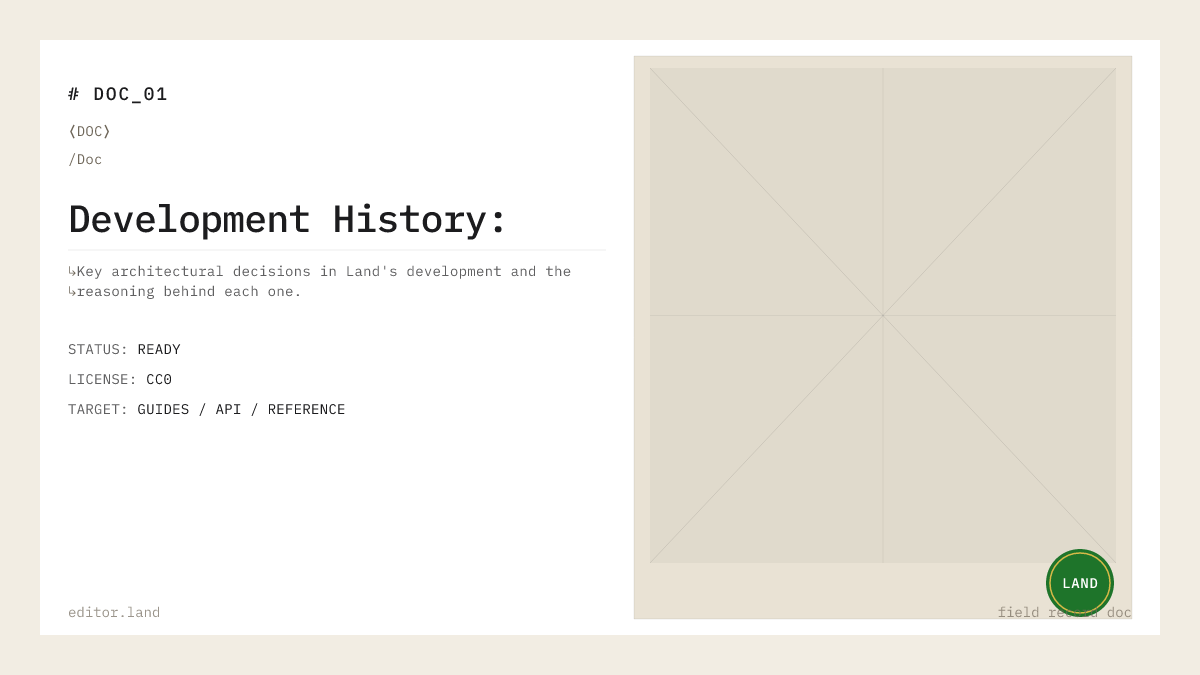 # DOC_01
⟨DOC⟩
/Doc
Development History:
↳Key architectural decisions in Land's development and the
↳reasoning behind each one.
STATUS: READY
LICENSE: CC0
TARGET: GUIDES / API / REFERENCE
LAND
editor.land
field record doc